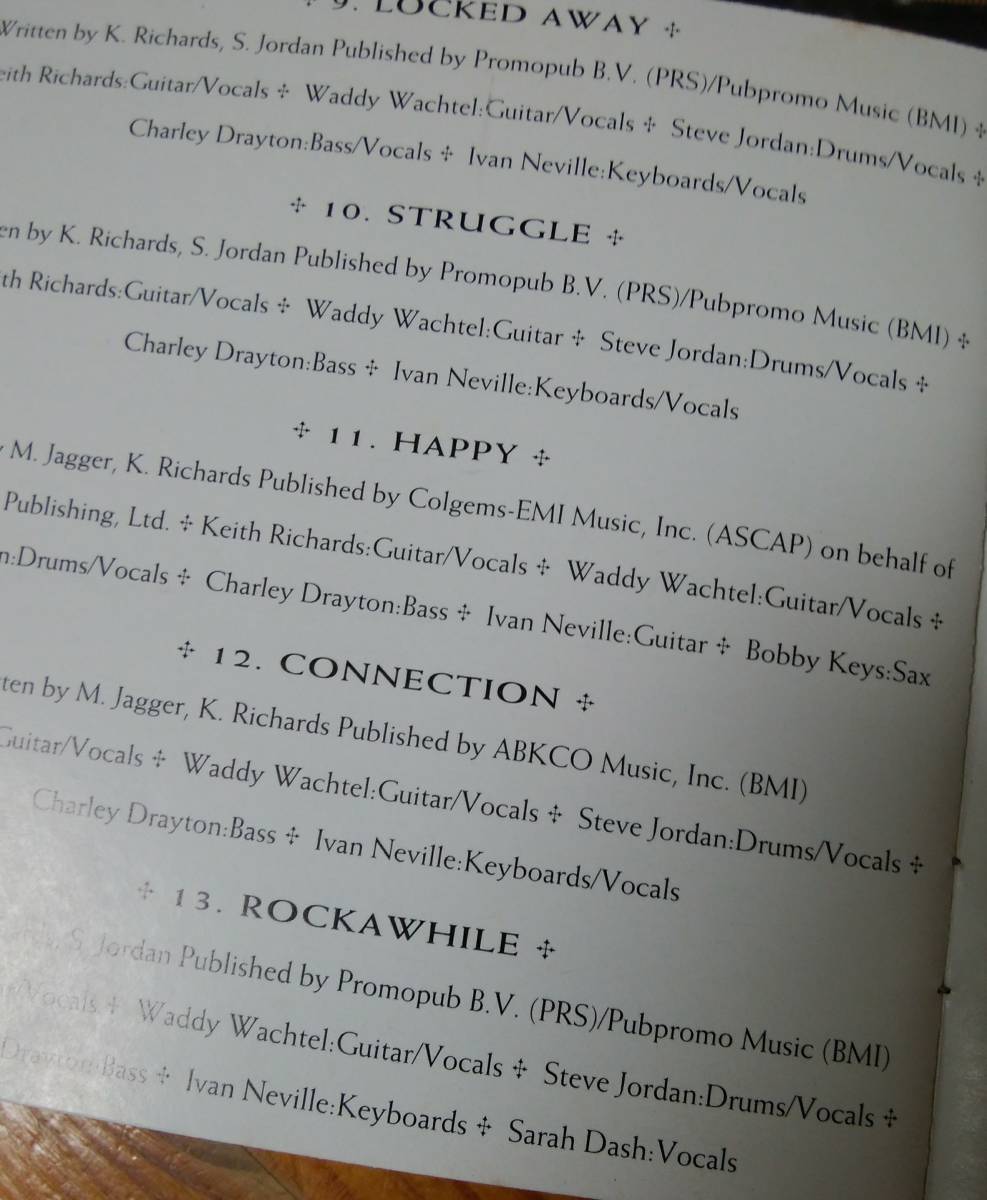 ✣ 9. LOCKED AWAY ✣
Written by K. Richards, S. Jordan Published by Promopub B.V. (PRS)/Pubpromo Music (BMI) ✣
eith Richards:Guitar/Vocals ✣ Waddy Wachtel:Guitar/Vocals ✣ Steve Jordan:Drums/Vocals ✣
Charley Drayton:Bass/Vocals ✣ Ivan Neville:Keyboards/Vocals
✣ 10. STRUGGLE ✣
en by K. Richards, S. Jordan Published by Promopub B.V. (PRS)/Pubpromo Music (BMI) ✣
ith Richards:Guitar/Vocals ✣ Waddy Wachtel:Guitar ✣ Steve Jordan:Drums/Vocals ✣
Charley Drayton:Bass ✣ Ivan Neville:Keyboards/Vocals
✣ 11. HAPPY ✣
y M. Jagger, K. Richards Published by Colgems-EMI Music, Inc. (ASCAP) on behalf of
Publishing, Ltd. ✣ Keith Richards:Guitar/Vocals ✣ Waddy Wachtel:Guitar/Vocals ✣
n:Drums/Vocals ✣ Charley Drayton:Bass ✣ Ivan Neville:Guitar ✣ Bobby Keys:Sax
✣ 12. CONNECTION ✣
ten by M. Jagger, K. Richards Published by ABKCO Music, Inc. (BMI)
Guitar/Vocals ✣ Waddy Wachtel:Guitar/Vocals ✣ Steve Jordan:Drums/Vocals ✣
Charley Drayton:Bass ✣ Ivan Neville:Keyboards/Vocals
✣ 13. ROCKAWHILE ✣
S. Jordan Published by Promopub B.V. (PRS)/Pubpromo Music (BMI)
/Vocals ✣ Waddy Wachtel:Guitar/Vocals ✣ Steve Jordan:Drums/Vocals ✣
Drayton:Bass ✣ Ivan Neville:Keyboards ✣ Sarah Dash:Vocals